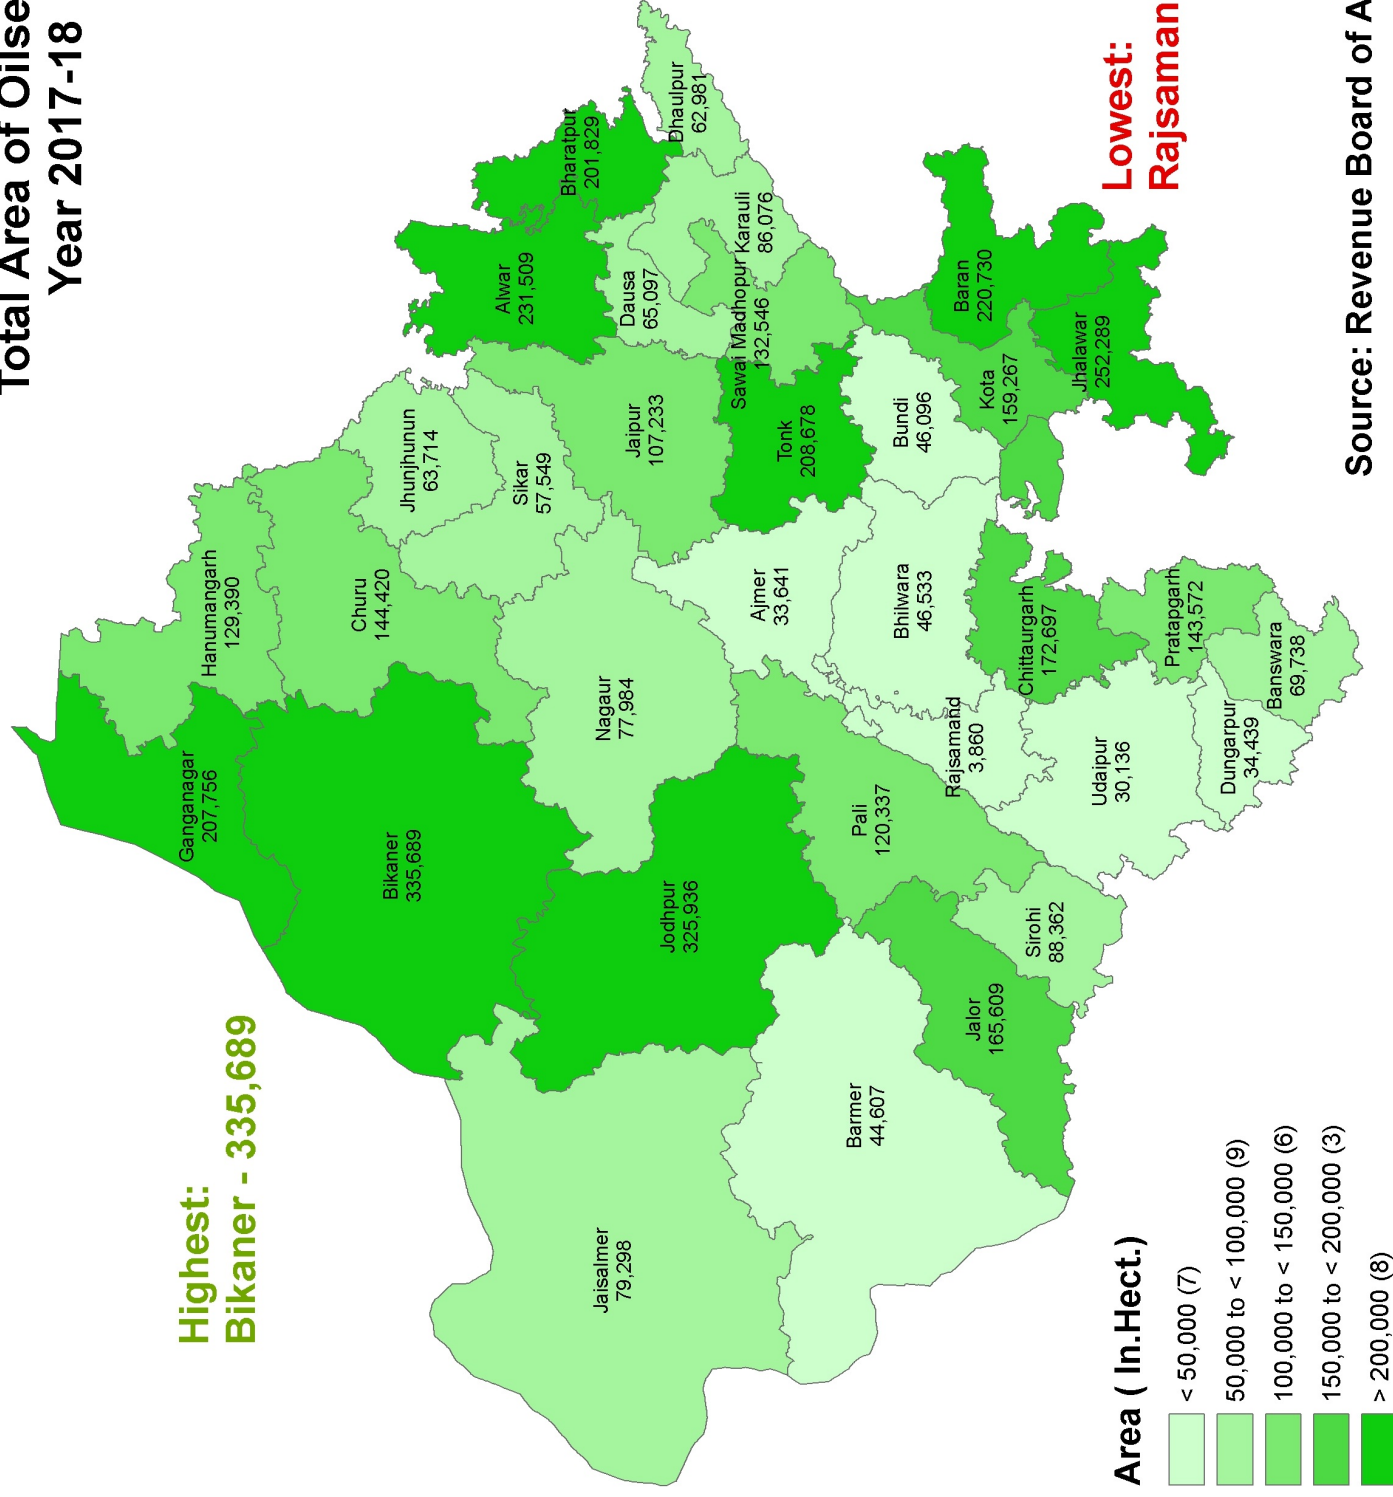 Total Area of Oilse
Year 2017-18
Highest:
Bikaner - 335,689
Ganganagar
207,756
Hanumangarh
129,390
Bikaner
335,689
Churu
144,420
Jhunjhunun
63,714
Sikar
57,549
Alwar
231,509
Bharatpur
201,829
Dhaulpur
62,981
Dausa
65,097
Karauli
86,076
Sawai Madhopur
132,546
Jaipur
107,233
Nagaur
77,984
Jodhpur
325,936
Jaisalmer
79,298
Barmer
44,607
Jalor
165,609
Sirohi
88,362
Pali
120,337
Ajmer
33,641
Tonk
208,678
Bundi
46,096
Kota
159,267
Baran
220,730
Jhalawar
252,289
Bhilwara
46,533
Chittaurgarh
172,697
Rajsamand
3,860
Udaipur
30,136
Pratapgarh
143,572
Dungarpur
34,439
Banswara
69,738
Lowest:
Rajsaman
Area ( In.Hect.)
< 50,000 (7)
50,000 to < 100,000 (9)
100,000 to < 150,000 (6)
150,000 to < 200,000 (3)
> 200,000 (8)
Source: Revenue Board of A